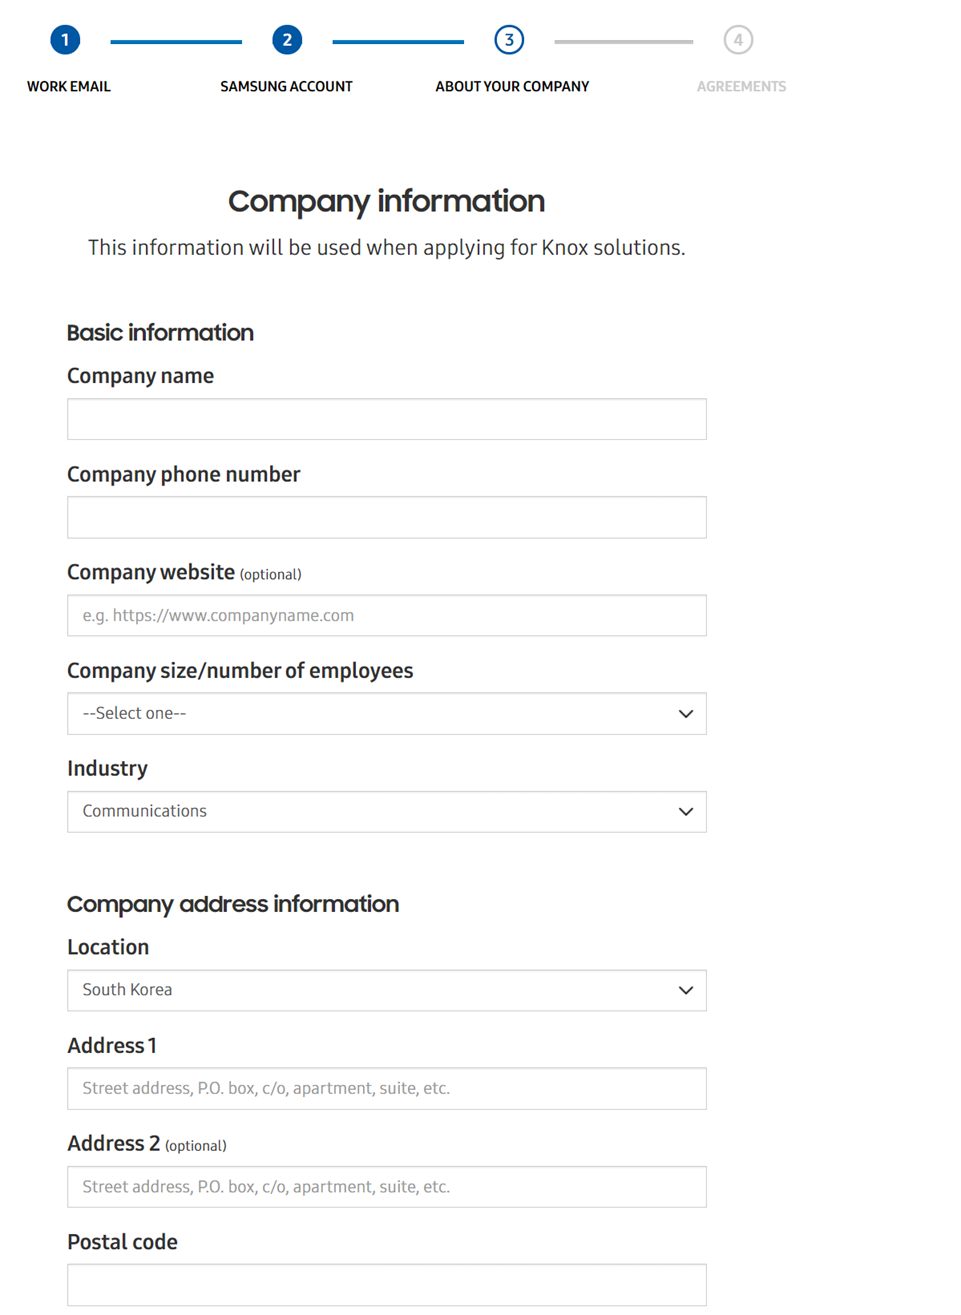 1 2 3 4
WORK EMAIL SAMSUNG ACCOUNT ABOUT YOUR COMPANY AGREEMENTS
Company information
This information will be used when applying for Knox solutions.
Basic information
Company name
Company phone number
Company website (optional)
e.g. https://www.companyname.com
Company size/number of employees
--Select one--
Industry
Communications
Company address information
Location
South Korea
Address 1
Street address, P.O. box, c/o, apartment, suite, etc.
Address 2 (optional)
Street address, P.O. box, c/o, apartment, suite, etc.
Postal code